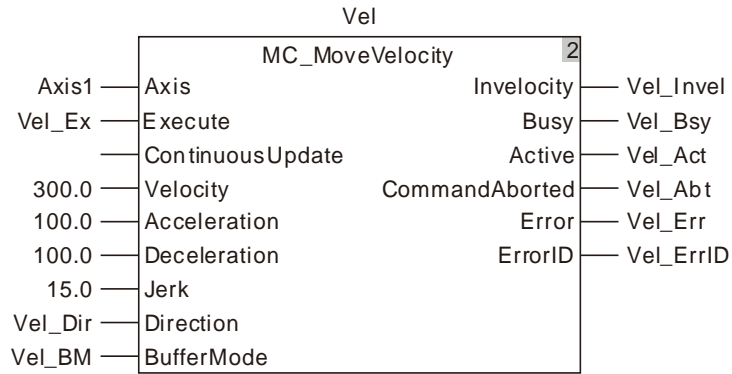 Vel
MC_MoveVelocity 2
Axis1 Axis Invelocity Vel_Invel
Vel_Ex Execute Busy Vel_Bsy
ContinuousUpdate Active Vel_Act
300.0 Velocity CommandAborted Vel_Abt
100.0 Acceleration Error Vel_Err
100.0 Deceleration ErrorID Vel_ErrID
15.0 Jerk
Vel_Dir Direction
Vel_BM BufferMode